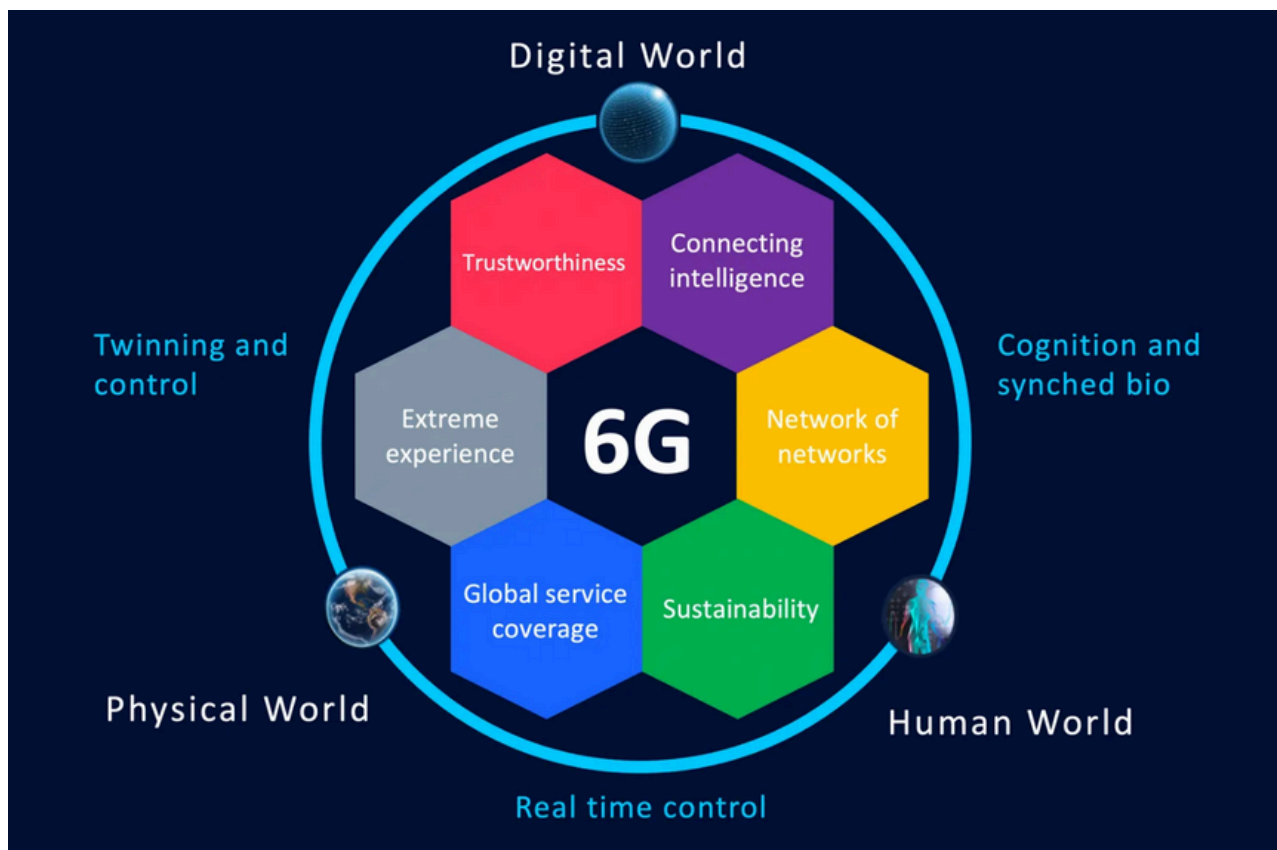 Digital World
Trustworthiness
Connecting
intelligence
Twinning and
control
Cognition and
synched bio
Extreme
experience
6G
Network of
networks
Global service
coverage
Sustainability
Physical World
Human World
Real time control